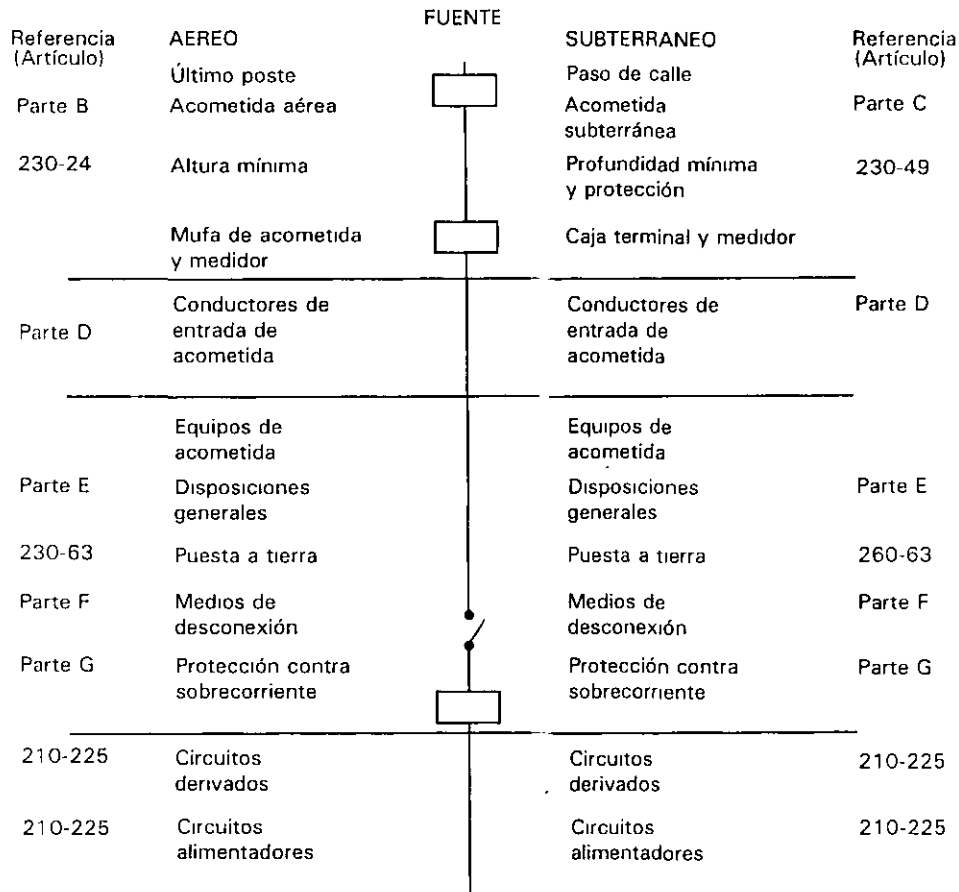 FUENTE
Referencia (Artículo) AEREO SUBTERRANEO Referencia (Artículo)
Último poste Paso de calle
Parte B Acometida aérea Acometida subterránea Parte C
230-24 Altura mínima Profundidad mínima y protección 230-49
Mufa de acometida y medidor Caja terminal y medidor
Parte D Conductores de entrada de acometida Conductores de entrada de acometida Parte D
Equipos de acometida Equipos de acometida
Parte E Disposiciones generales Disposiciones generales Parte E
230-63 Puesta a tierra Puesta a tierra 260-63
Parte F Medios de desconexión Medios de desconexión Parte F
Parte G Protección contra sobrecorriente Protección contra sobrecorriente Parte G
210-225 Circuitos derivados Circuitos derivados 210-225
210-225 Circuitos alimentadores Circuitos alimentadores 210-225